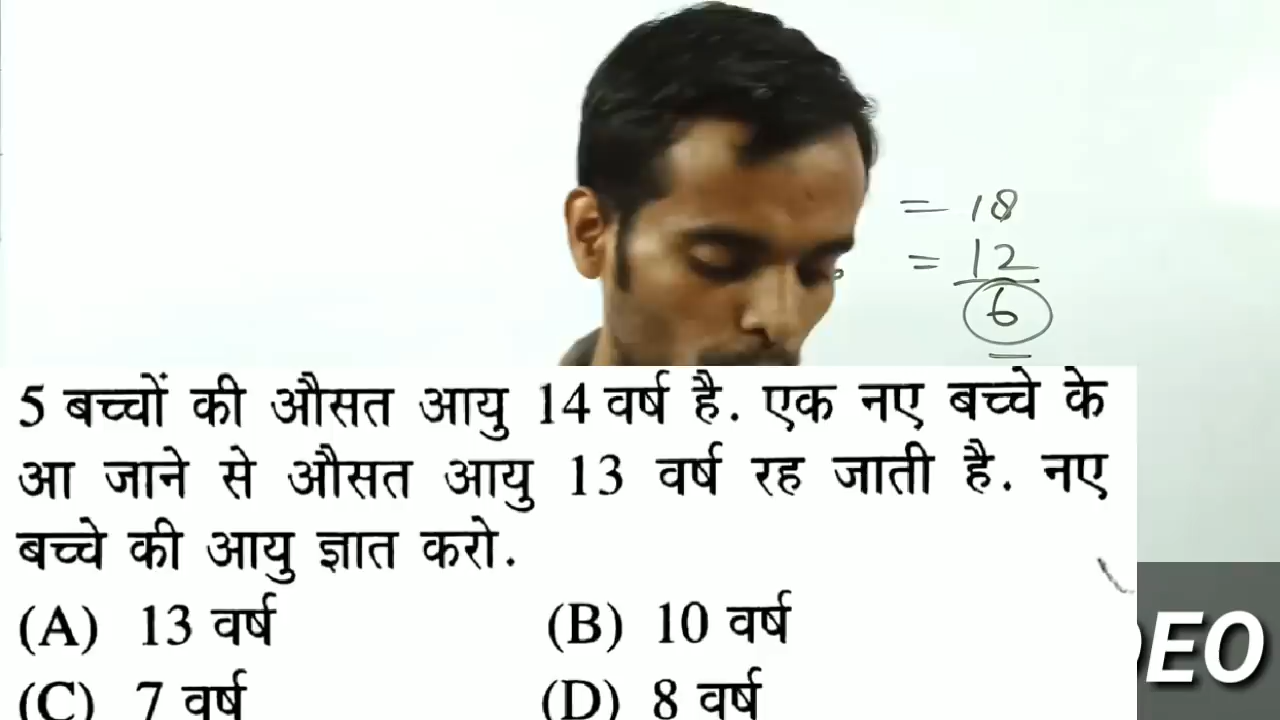 = 18
= 12
6
5 बच्चों की औसत आयु 14 वर्ष है. एक नए बच्चे के
आ जाने से औसत आयु 13 वर्ष रह जाती है. नए
बच्चे की आयु ज्ञात करो.
(A) 13 वर्ष (B) 10 वर्ष
(C) 7 वर्ष (D) 8 वर्ष
DEO